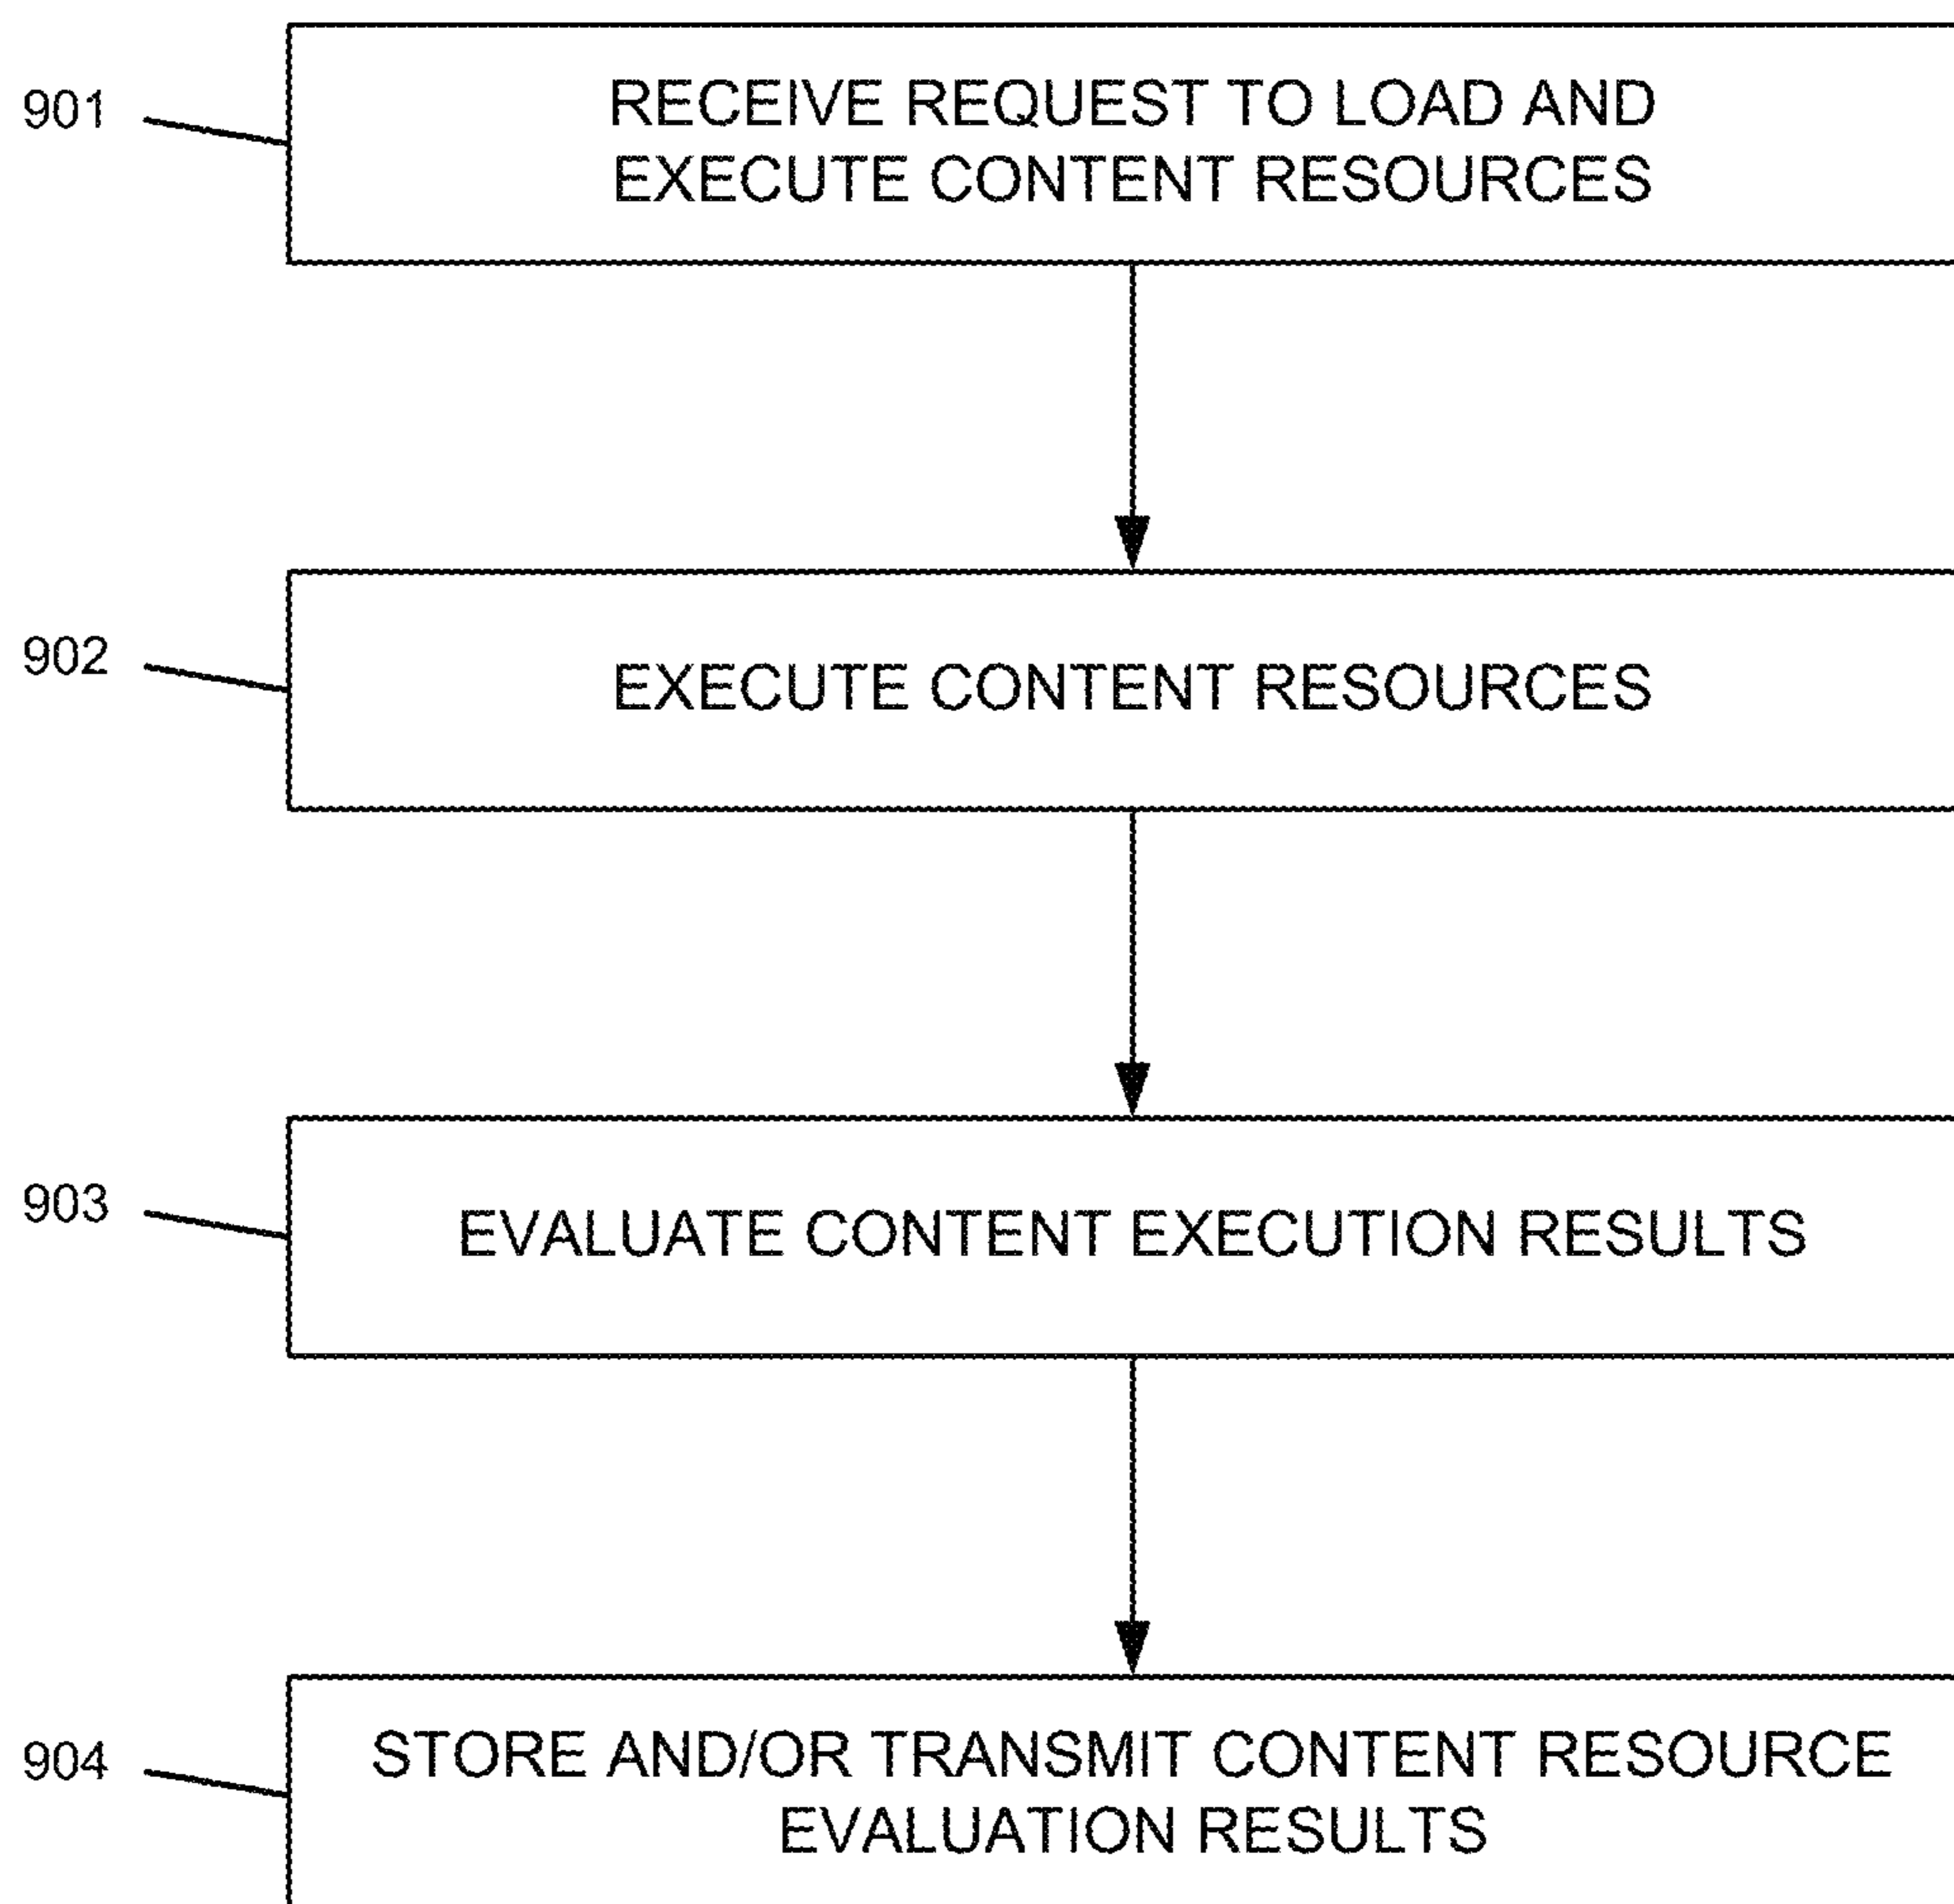 901
RECEIVE REQUEST TO LOAD AND
EXECUTE CONTENT RESOURCES
902
EXECUTE CONTENT RESOURCES
903
EVALUATE CONTENT EXECUTION RESULTS
904
STORE AND/OR TRANSMIT CONTENT RESOURCE
EVALUATION RESULTS